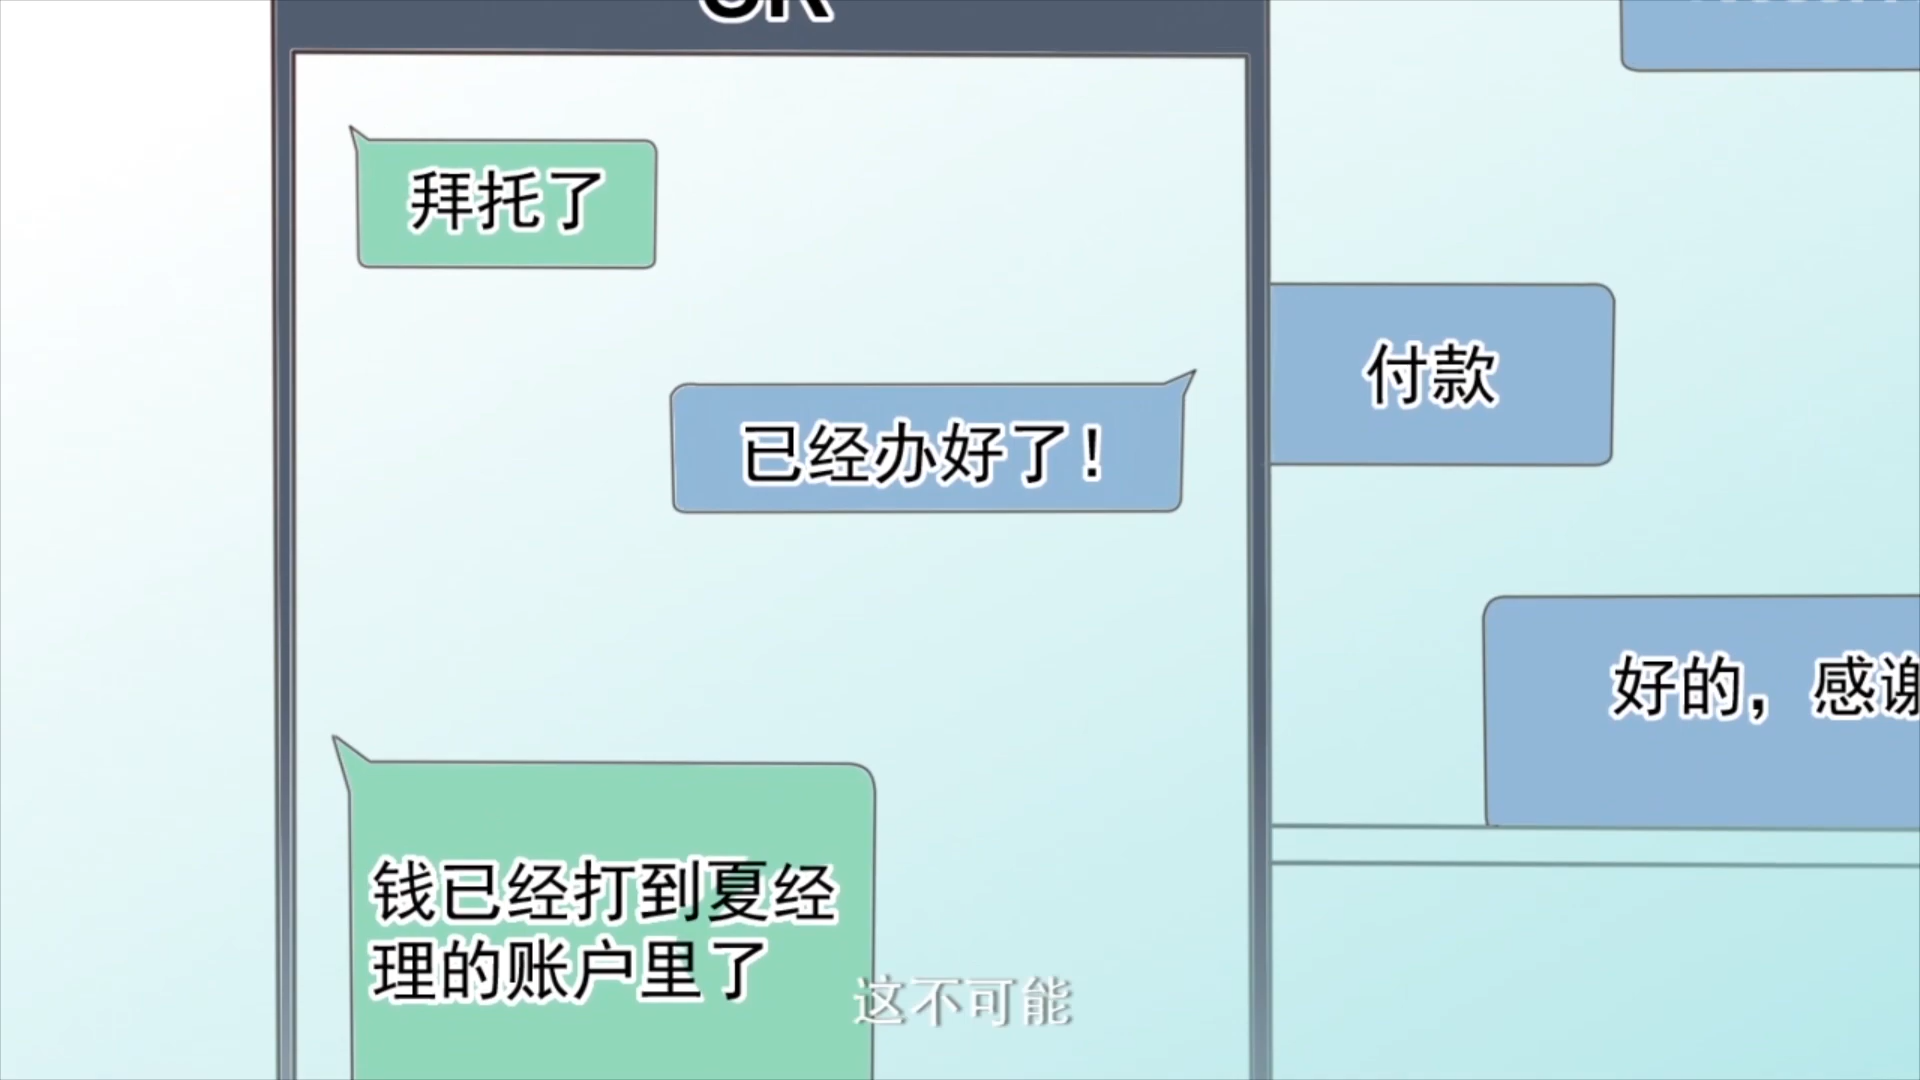 拜托了
已经办好了！
付款
好的，感谢
钱已经打到夏经
理的账户里了
这不可能